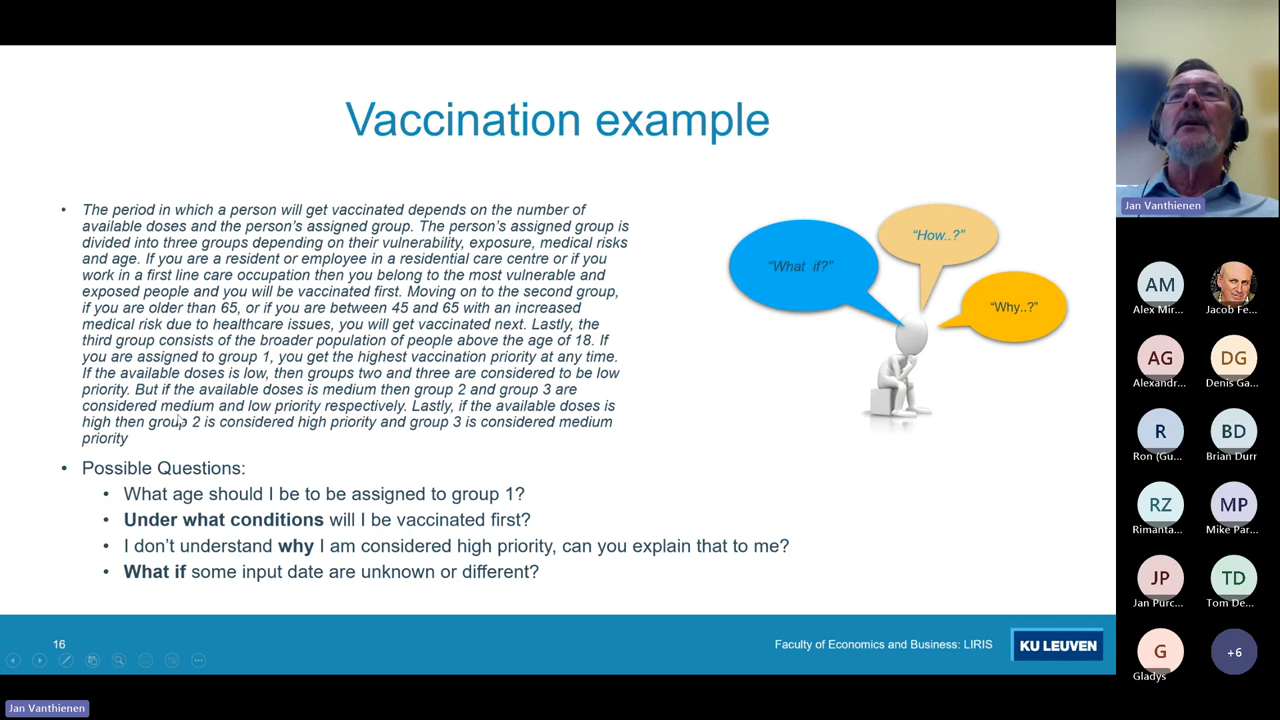 Vaccination example
• The period in which a person will get vaccinated depends on the number of
available doses and the person's assigned group. The person's assigned group is
divided into three groups depending on their vulnerability, exposure, medical risks
and age. If you are a resident or employee in a residential care centre or if you
work in a first line care occupation then you belong to the most vulnerable and
exposed people and you will be vaccinated first. Moving on to the second group,
if you are older than 65, or if you are between 45 and 65 with an increased
medical risk due to healthcare issues, you will get vaccinated next. Lastly, the
third group consists of the broader population of people above the age of 18. If
you are assigned to group 1, you get the highest vaccination priority at any time.
If the available doses is low, then groups two and three are considered to be low
priority. But if the available doses is medium then group 2 and group 3 are
considered medium and low priority respectively. Lastly, if the available doses is
high then group 2 is considered high priority and group 3 is considered medium
priority
"What if?"
"How..?"
"Why..?"
• Possible Questions:
• What age should I be to be assigned to group 1?
• Under what conditions will I be vaccinated first?
• I don't understand why I am considered high priority, can you explain that to me?
• What if some input date are unknown or different?
16
Faculty of Economics and Business: LIRIS
KU LEUVEN
Jan Vanthienen
Jan Vanthienen
AM
Alex Mir...
Jacob Fe...
AG
Alexandr...
DG
Denis Ga...
R
Ron (Gu...
BD
Brian Durr
RZ
Rimanta...
MP
Mike Par...
JP
Jan Purc...
TD
Tom De...
G
Gladys
+6